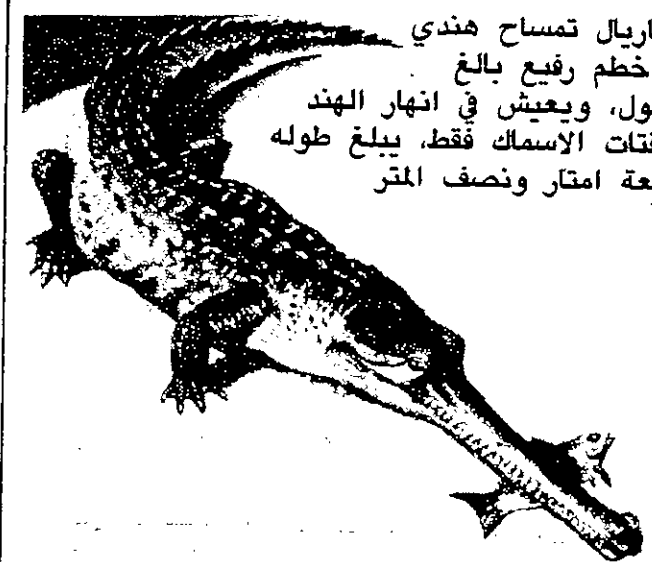 اريال تمساح هندي
خطم رفيع بالغ
ول، ويعيش في انهار الهند
قتات الاسماك فقط، يبلغ طوله
عة امتار ونصف المتر